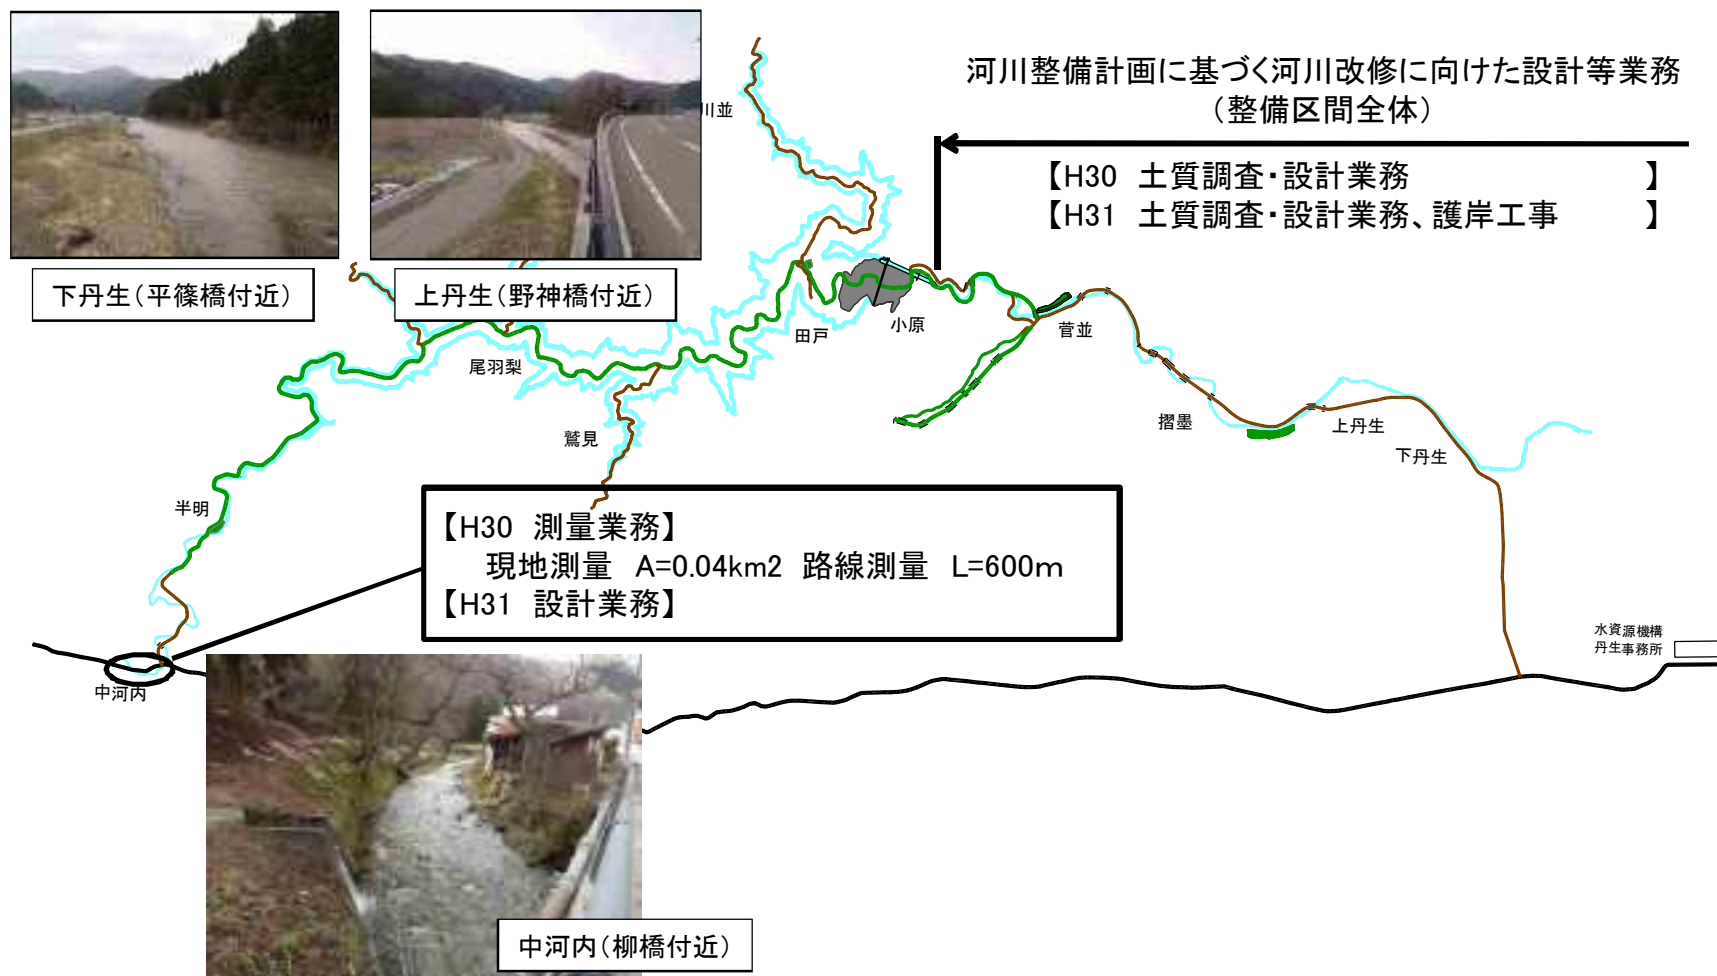 河川整備計画に基づく河川改修に向けた設計等業務
（整備区間全体）
【H30 土質調査・設計業務 】
【H31 土質調査・設計業務、護岸工事 】
下丹生（平篠橋付近）
上丹生（野神橋付近）
川並
田戸
小原
菅並
尾羽梨
鷲見
摺墨
上丹生
下丹生
半明
【H30 測量業務】
現地測量 A=0.04km2 路線測量 L=600m
【H31 設計業務】
水資源機構
丹生事務所
中河内
中河内（柳橋付近）